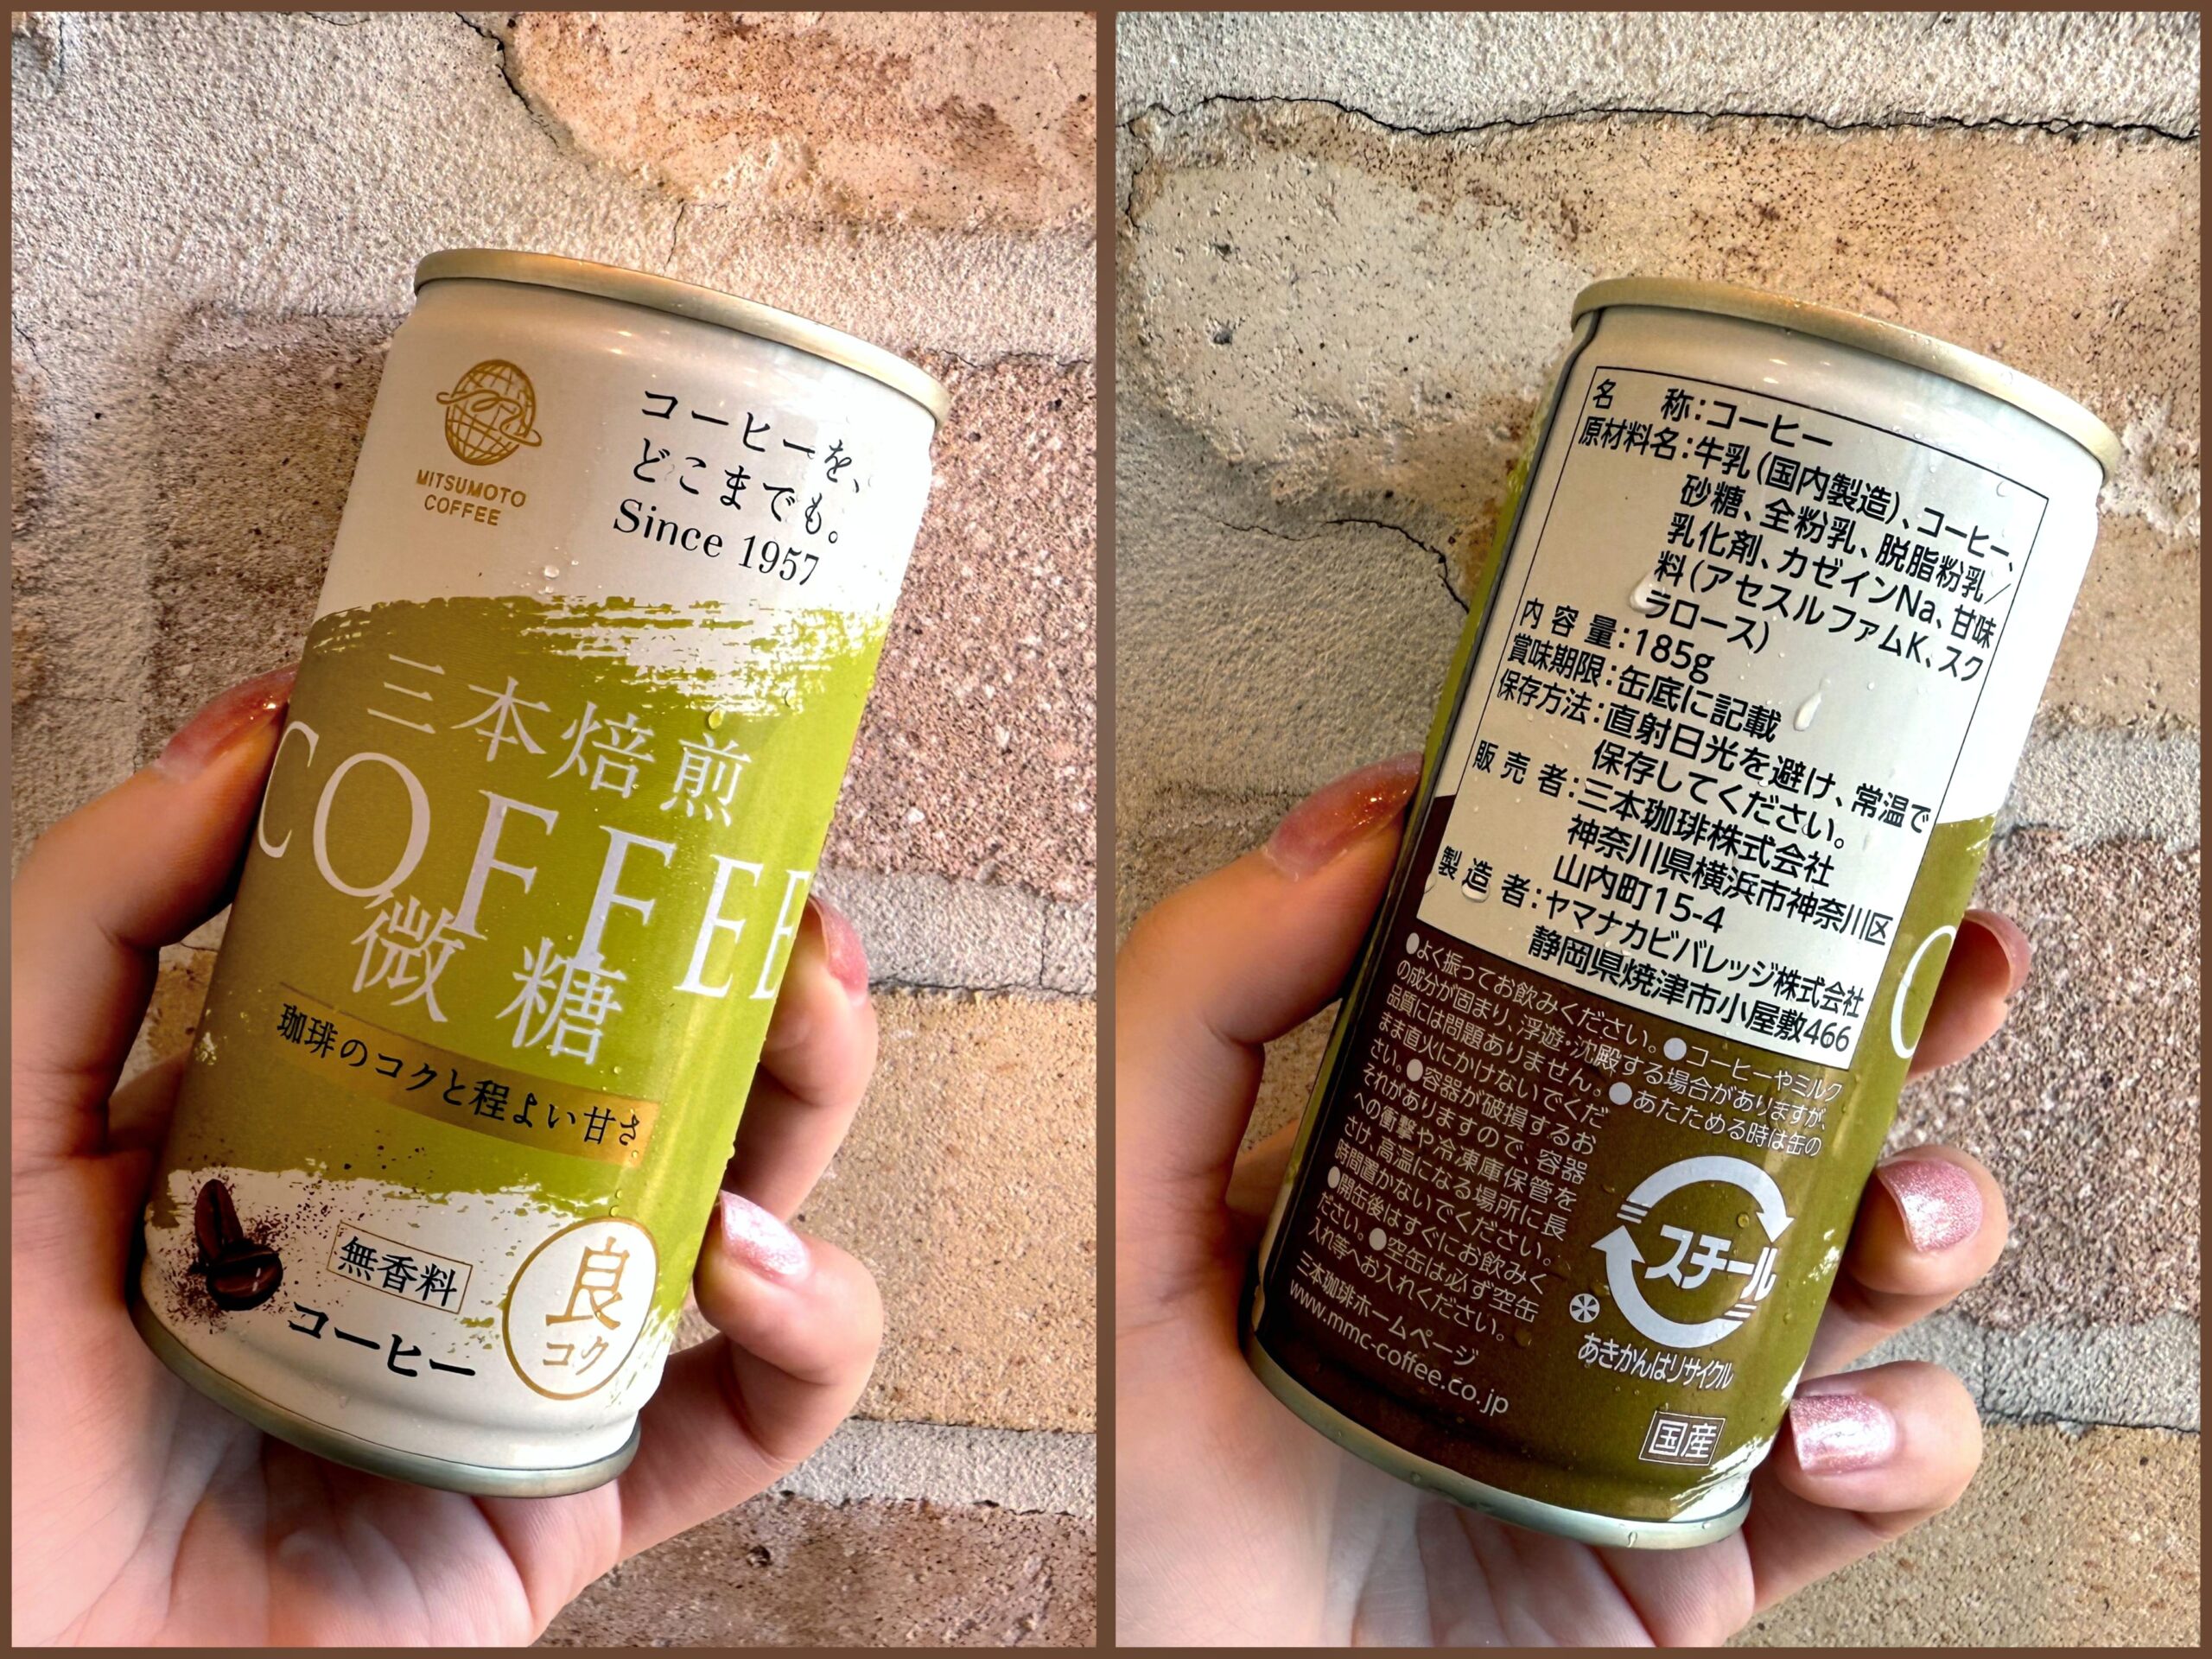 MITSUMOTO
COFFEE
コーヒーを、
どこまでも。
Since 1957
三本焙煎
COFFEE
微糖
珈琲のコクと程よい甘さ
無香料
コーヒー
良
コク
名称:コーヒー
原材料名:牛乳(国内製造)、コーヒー、
砂糖、全粉乳、脱脂粉乳/
乳化剤、カゼインNa、甘味
料(アセスルファムK、スク
ラロース)
内容量:185g
賞味期限:缶底に記載
保存方法:直射日光を避け、常温で
保存してください。
販売者:三本珈琲株式会社
神奈川県横浜市神奈川区
山内町15-4
製造者:ヤマナカビバレッジ株式会社
静岡県焼津市小屋敷466
●よく振ってお飲みください。●コーヒーやミルク
の成分が固まり、浮遊・沈殿する場合がありますが、
品質には問題ありません。●あたためる時は缶の
まま直火にかけないでくだ
さい。●容器が破損するお
それがありますので、容器
への衝撃や冷凍庫保管を
さけ、高温になる場所に長
時間置かないでください。
●開缶後はすぐにお飲みく
ださい。●空缶は必ず空缶
入れ等へお入れください。
三本珈琲ホームページ
www.mmc-coffee.co.jp
スチール
あきかんはリサイクル
国産
C